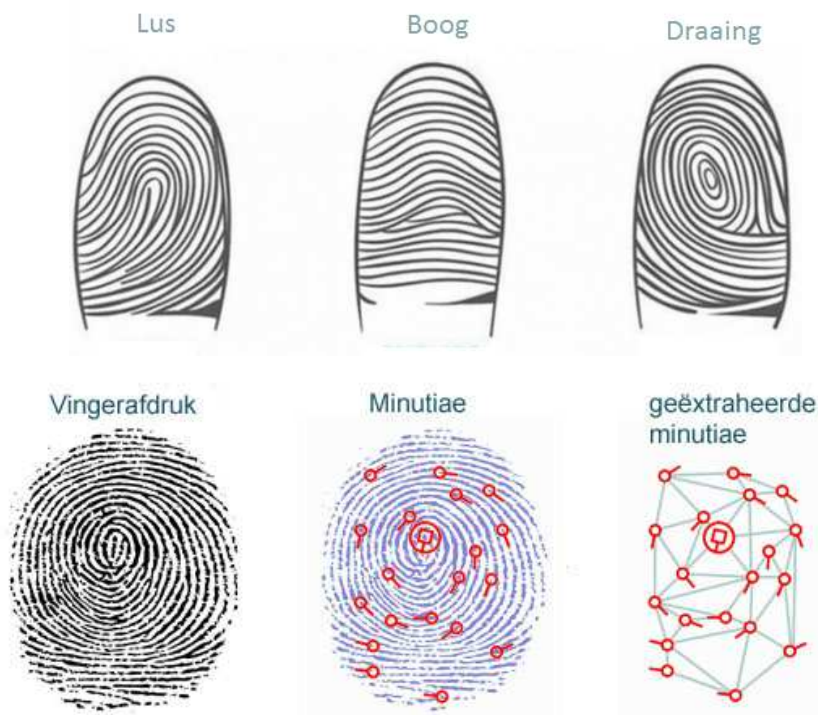 Lus
Boog
Draaing
Vingerafdruk
Minutiae
geëxtraheerde
minutiae